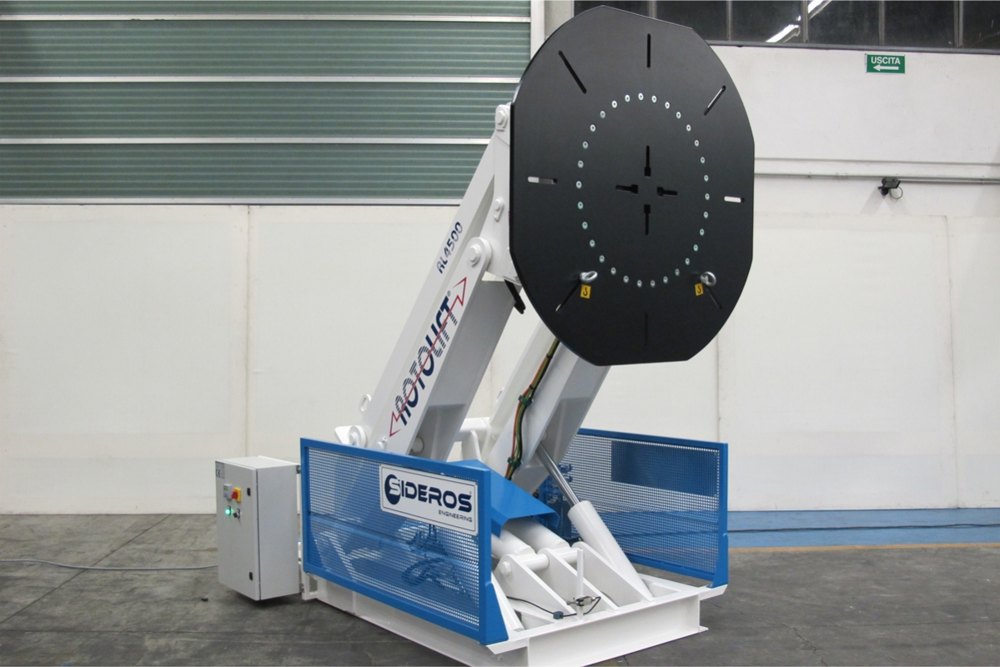 USCITA
RL4500
ROTOLIFT®
SIDEROS
ENGINEERING